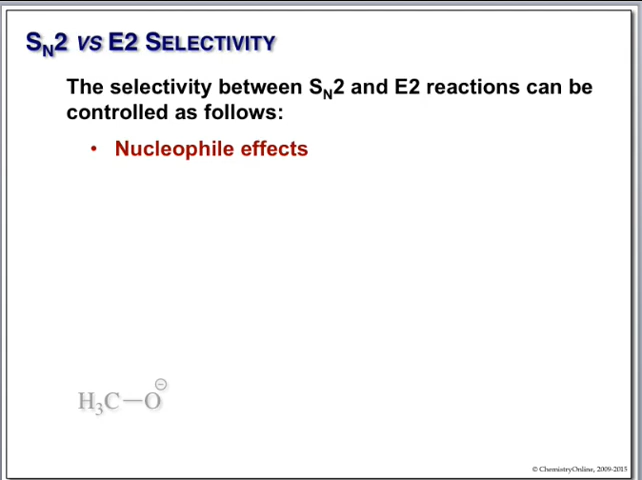 SN2 VS E2 SELECTIVITY
The selectivity between SN2 and E2 reactions can be
controlled as follows:
• Nucleophile effects
H3C—O⊖
© ChemistryOnline, 2009-2015